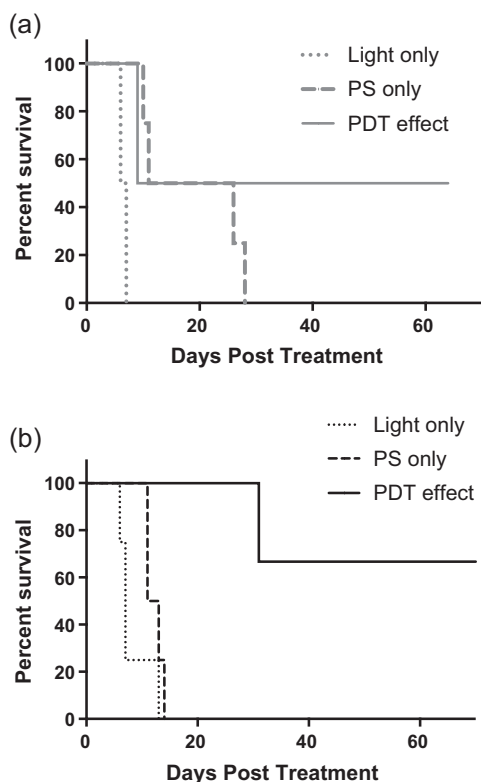 (a)
Light only
PS only
PDT effect
100
80
60
40
20
0
Percent survival
0 20 40 60
Days Post Treatment
(b)
Light only
PS only
PDT effect
100
80
60
40
20
0
Percent survival
0 20 40 60
Days Post Treatment